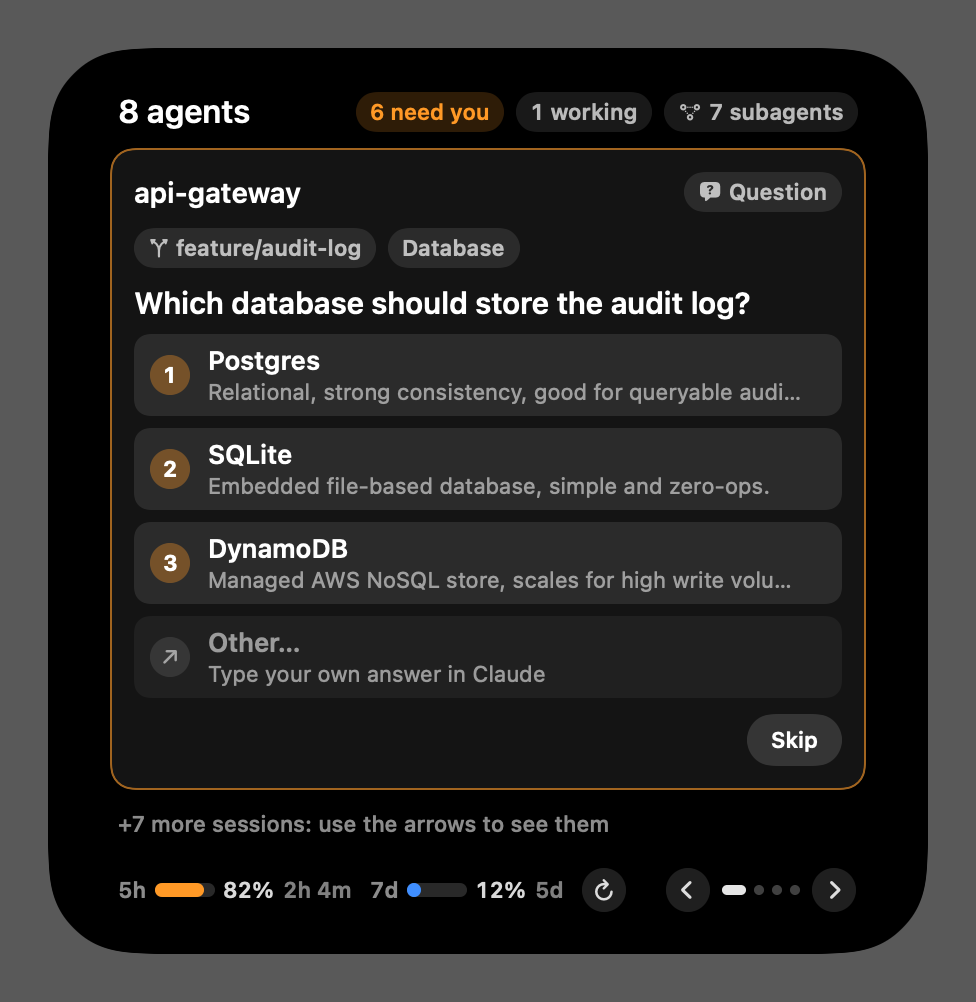 8 agents
6 need you
1 working
7 subagents
api-gateway
Question
feature/audit-log
Database
Which database should store the audit log?
1
Postgres
Relational, strong consistency, good for queryable audi...
2
SQLite
Embedded file-based database, simple and zero-ops.
3
DynamoDB
Managed AWS NoSQL store, scales for high write volu...
Other...
Type your own answer in Claude
Skip
+7 more sessions: use the arrows to see them
5h 82% 2h 4m 7d 12% 5d